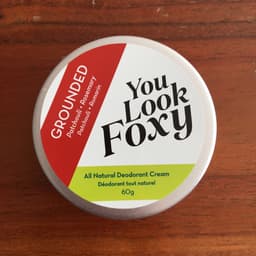 GROUNDED
Patchouli • Rosemary
Patchouli • Romarin
You
Look
Foxy
All Natural Deodorant Cream
Déodorant tout naturel
60g